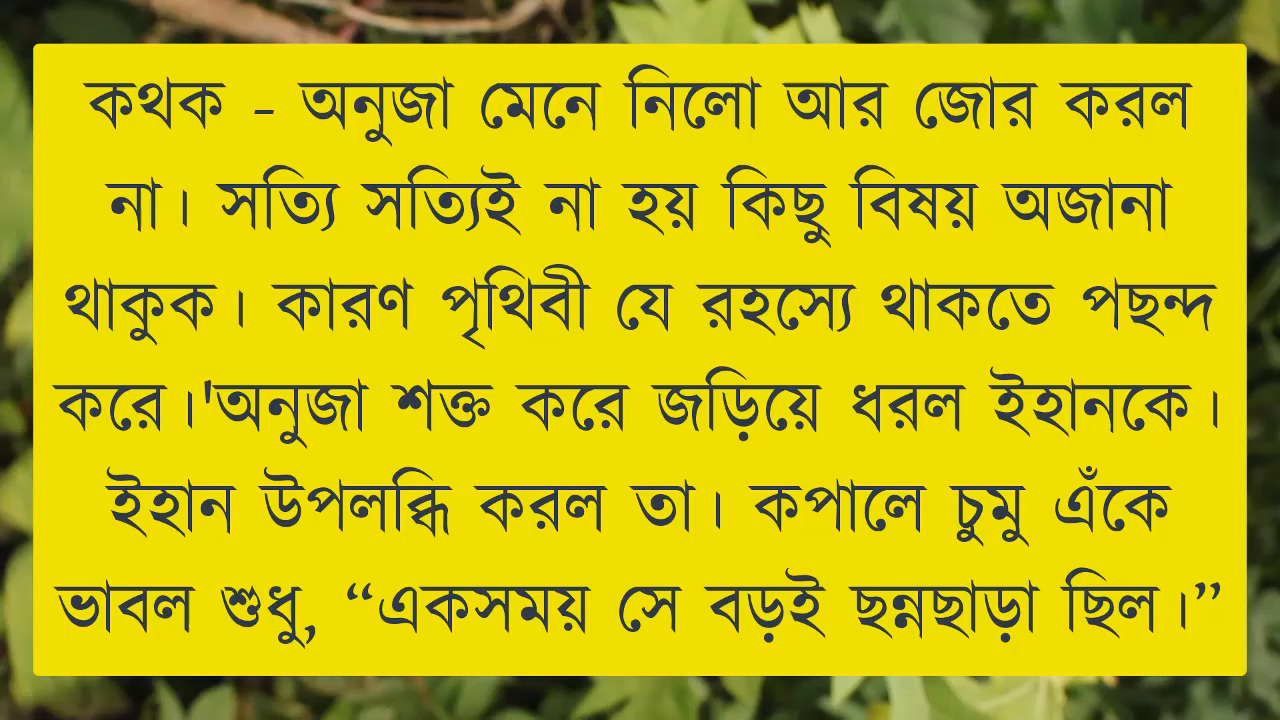 কথক - অনুজা মেনে নিলো আর জোর করল
না। সত্যি সত্যিই না হয় কিছু বিষয় অজানা
থাকুক। কারণ পৃথিবী যে রহস্যে থাকতে পছন্দ
করে।'অনুজা শক্ত করে জড়িয়ে ধরল ইহানকে।
ইহান উপলব্ধি করল তা। কপালে চুমু এঁকে
ভাবল শুধু, “একসময় সে বড়ই ছন্নছাড়া ছিল।”